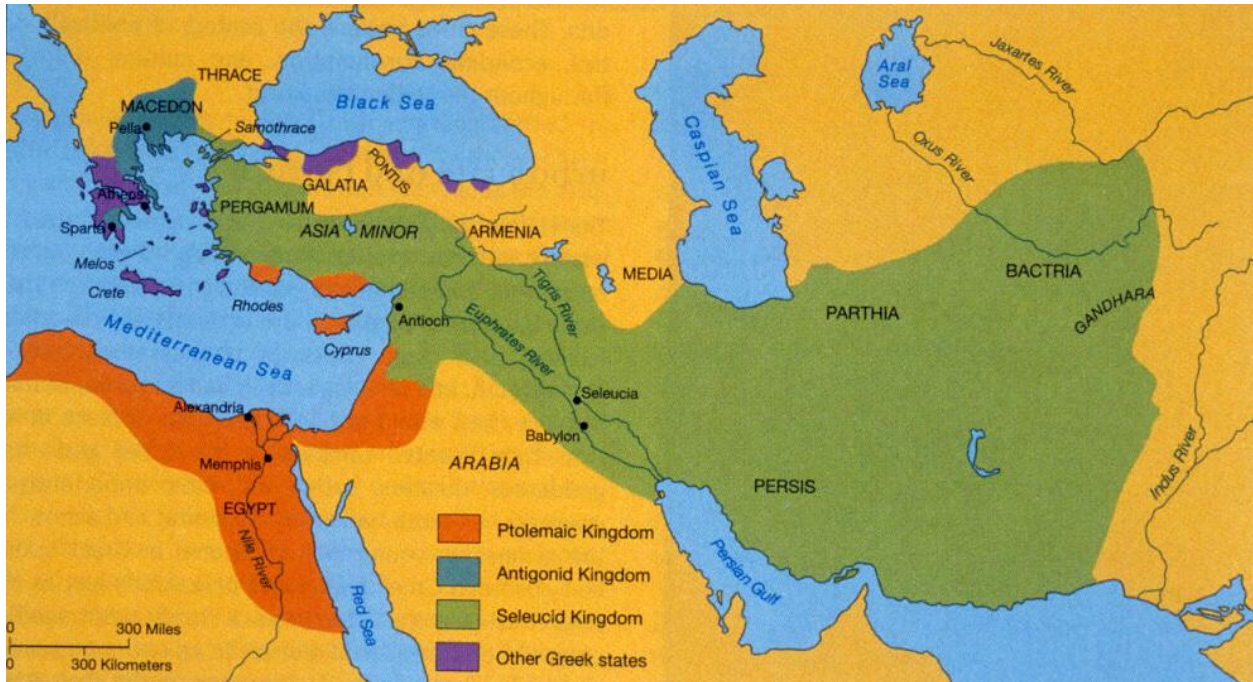 THRACE
MACEDON
Pella
Samothrace
Black Sea
Aral
Sea
Jaxartes River
Oxus River
Caspian Sea
PONTUS
GALATIA
Athens
PERGAMUM
Sparta
ASIA MINOR
ARMENIA
MEDIA
BACTRIA
GANDHARA
PARTHIA
Melos
Crete
Rhodes
Antioch
Tigris River
Euphrates River
Mediterranean Sea
Cyprus
Seleucia
Babylon
Alexandria
Memphis
ARABIA
PERSIS
Indus River
EGYPT
Nile River
Red Sea
Persian Gulf
Ptolemaic Kingdom
Antigonid Kingdom
Seleucid Kingdom
Other Greek states
0 300 Miles
0 300 Kilometers